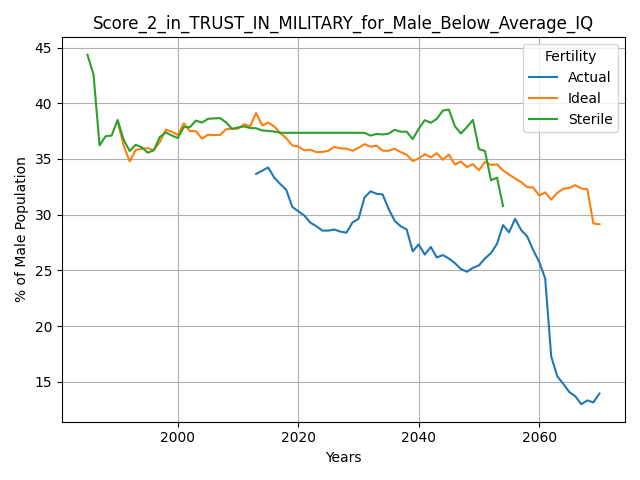 Score_2_in_TRUST_IN_MILITARY_for_Male_Below_Average_IQ
Fertility
Actual
Ideal
Sterile
% of Male Population
45
40
35
30
25
20
15
2000 2020 2040 2060
Years